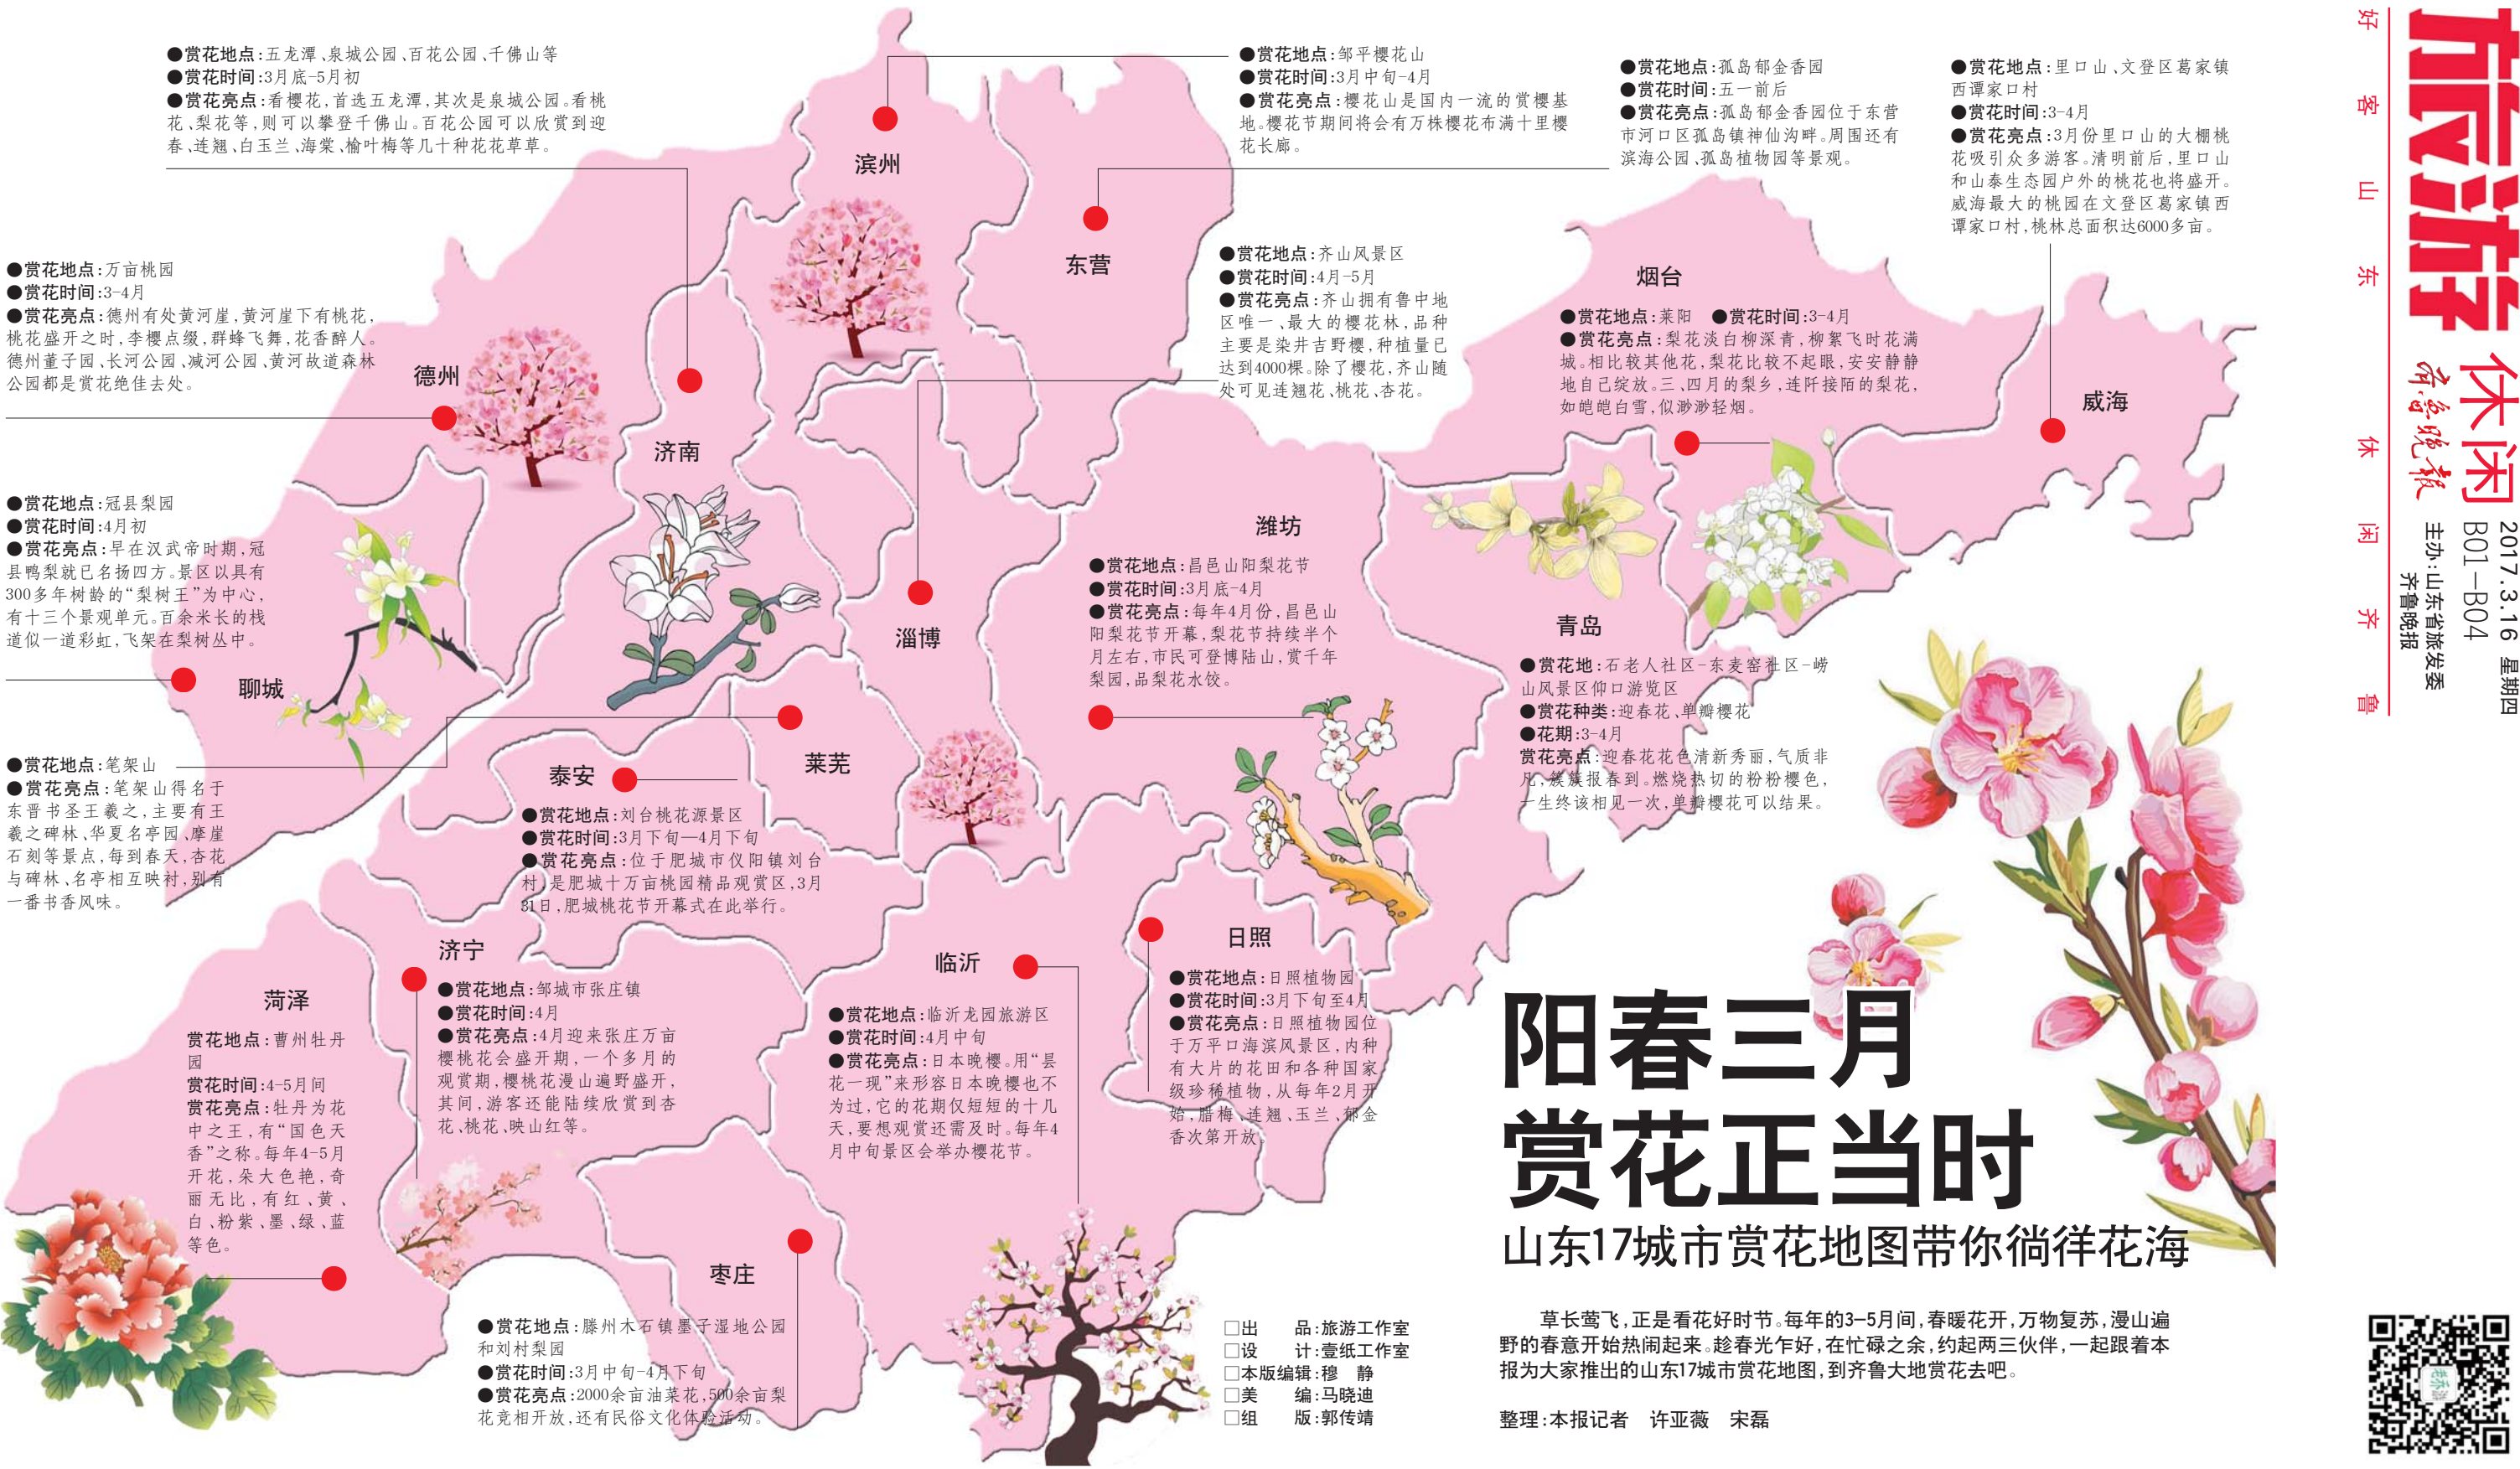 旅游
休闲
齐鲁晚报
好客山东 休闲齐鲁
2017.3.16 星期四
B01-B04
主办:山东省旅发委
齐鲁晚报
●赏花地点:五龙潭、泉城公园、百花公园、千佛山等
●赏花时间:3月底-5月初
●赏花亮点:看樱花,首选五龙潭,其次是泉城公园。看桃
花、梨花等,则可以攀登千佛山。百花公园可以欣赏到迎
春、连翘、白玉兰、海棠、榆叶梅等几十种花花草草。
●赏花地点:邹平樱花山
●赏花时间:3月中旬-4月
●赏花亮点:樱花山是国内一流的赏樱基
地。樱花节期间将会有万株樱花布满十里樱
花长廊。
●赏花地点:孤岛郁金香园
●赏花时间:五一前后
●赏花亮点:孤岛郁金香园位于东营
市河口区孤岛镇神仙沟畔。周围还有
滨海公园、孤岛植物园等景观。
●赏花地点:里口山、文登区葛家镇
西谭家口村
●赏花时间:3-4月
●赏花亮点:3月份里口山的大棚桃
花吸引众多游客。清明前后,里口山
和山泰生态园户外的桃花也将盛开。
威海最大的桃园在文登区葛家镇西
谭家口村,桃林总面积达6000多亩。
滨州
东营
●赏花地点:万亩桃园
●赏花时间:3-4月
●赏花亮点:德州有处黄河崖,黄河崖下有桃花,
桃花盛开之时,李樱点缀,群蜂飞舞,花香醉人。
德州董子园、长河公园、减河公园、黄河故道森林
公园都是赏花绝佳去处。
德州
济南
●赏花地点:齐山风景区
●赏花时间:4月-5月
●赏花亮点:齐山拥有鲁中地
区唯一、最大的樱花林,品种
主要是染井吉野樱,种植量已
达到4000棵。除了樱花,齐山随
处可见连翘花、桃花、杏花。
烟台
●赏花地点:莱阳 ●赏花时间:3-4月
●赏花亮点:梨花淡白柳深青,柳絮飞时花满
城。相比较其他花,梨花比较不起眼,安安静静
地自己绽放。三、四月的梨乡,连阡接陌的梨花,
如皑皑白雪,似渺渺轻烟。
威海
●赏花地点:冠县梨园
●赏花时间:4月初
●赏花亮点:早在汉武帝时期,冠
县鸭梨就已名扬四方。景区以具有
300多年树龄的“梨树王”为中心,
有十三个景观单元。百余米长的栈
道似一道彩虹,飞架在梨树丛中。
聊城
淄博
潍坊
●赏花地点:昌邑山阳梨花节
●赏花时间:3月底-4月
●赏花亮点:每年4月份,昌邑山
阳梨花节开幕,梨花节持续半个
月左右,市民可登博陆山,赏千年
梨园,品梨花水饺。
青岛
●赏花地:石老人社区-东麦窑社区-崂
山风景区仰口游览区
●赏花种类:迎春花、单瓣樱花
●花期:3-4月
赏花亮点:迎春花花色清新秀丽,气质非
凡,簇簇报春到。燃烧热切的粉粉樱色,
一生终该相见一次,单瓣樱花可以结果。
●赏花地点:笔架山
●赏花亮点:笔架山得名于
东晋书圣王羲之,主要有王
羲之碑林、华夏名亭园、摩崖
石刻等景点,每到春天,杏花
与碑林、名亭相互映衬,别有
一番书香风味。
莱芜
泰安
●赏花地点:刘台桃花源景区
●赏花时间:3月下旬—4月下旬
●赏花亮点:位于肥城市仪阳镇刘台
村,是肥城十万亩桃园精品观赏区,3月
31日,肥城桃花节开幕式在此举行。
菏泽
赏花地点:曹州牡丹
园
赏花时间:4-5月间
赏花亮点:牡丹为花
中之王,有“国色天
香”之称。每年4-5月
开花,朵大色艳,奇
丽无比,有红、黄、
白、粉紫、墨、绿、蓝
等色。
济宁
●赏花地点:邹城市张庄镇
●赏花时间:4月
●赏花亮点:4月迎来张庄万亩
樱桃花会盛开期,一个多月的
观赏期,樱桃花漫山遍野盛开,
其间,游客还能陆续欣赏到杏
花、桃花、映山红等。
临沂
●赏花地点:临沂龙园旅游区
●赏花时间:4月中旬
●赏花亮点:日本晚樱。用“昙
花一现”来形容日本晚樱也不
为过,它的花期仅短短的十几
天,要想观赏还需及时。每年4
月中旬景区会举办樱花节。
日照
●赏花地点:日照植物园
●赏花时间:3月下旬至4月
●赏花亮点:日照植物园位
于万平口海滨风景区,内种
有大片的花田和各种国家
级珍稀植物,从每年2月开
始,腊梅、连翘、玉兰、郁金
香次第开放。
枣庄
●赏花地点:滕州木石镇墨子湿地公园
和刘村梨园
●赏花时间:3月中旬-4月下旬
●赏花亮点:2000余亩油菜花,500余亩梨
花竞相开放,还有民俗文化体验活动。
阳春三月
赏花正当时
山东17城市赏花地图带你徜徉花海
草长莺飞,正是看花好时节。每年的3—5月间,春暖花开,万物复苏,漫山遍
野的春意开始热闹起来。趁春光乍好,在忙碌之余,约起两三伙伴,一起跟着本
报为大家推出的山东17城市赏花地图,到齐鲁大地赏花去吧。
整理:本报记者 许亚薇 宋磊
□出 品:旅游工作室
□设 计:壹纸工作室
□本版编辑:穆 静
□美 编:马晓迪
□组 版:郭传靖